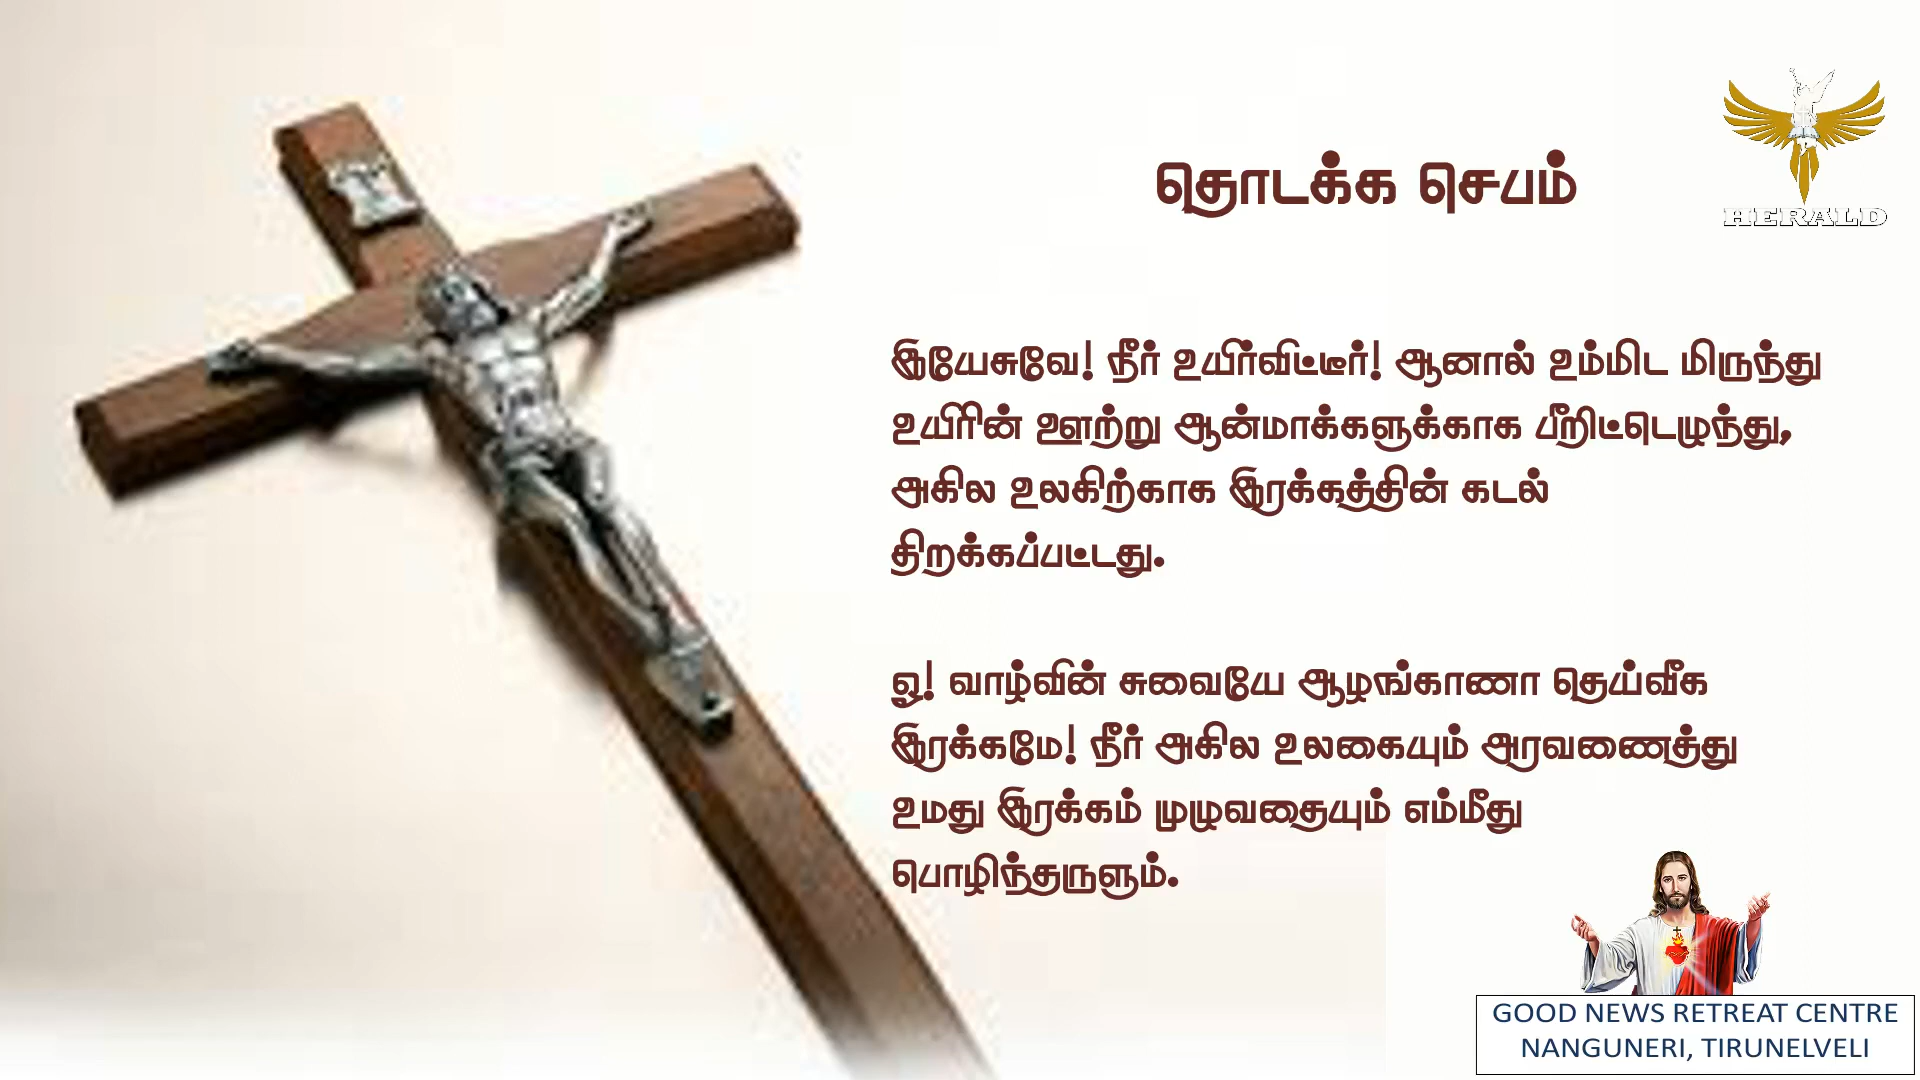 தொடக்க செபம்
HERALD
இயேசுவே! நீர் உயிர்விட்டீர்! ஆனால் உம்மிட மிருந்து
உயிரின் ஊற்று ஆன்மாக்களுக்காக பீறிட்டெழுந்து,
அகில உலகிற்காக இரக்கத்தின் கடல்
திறக்கப்பட்டது.
ஓ! வாழ்வின் சுவையே ஆழங்காணா தெய்வீக
இரக்கமே! நீர் அகில உலகையும் அரவணைத்து
உமது இரக்கம் முழுவதையும் எம்மீது
பொழிந்தருளும்.
GOOD NEWS RETREAT CENTRE
NANGUNERI, TIRUNELVELI